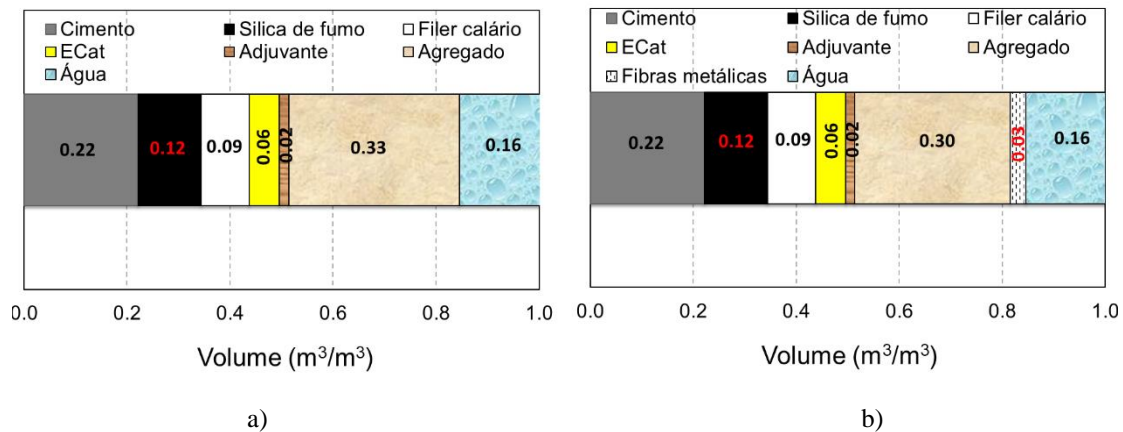 Cimento Silica de fumo Filer calário
ECat Adjuvante Agregado
Água
0.22 0.12 0.09 0.06 0.02 0.33 0.16
0.0 0.2 0.4 0.6 0.8 1.0
Volume (m³/m³)
a)
Cimento Silica de fumo Filer calário
ECat Adjuvante Agregado
Fibras metálicas Água
0.22 0.12 0.09 0.06 0.02 0.30 0.03 0.16
0.0 0.2 0.4 0.6 0.8 1.0
Volume (m³/m³)
b)